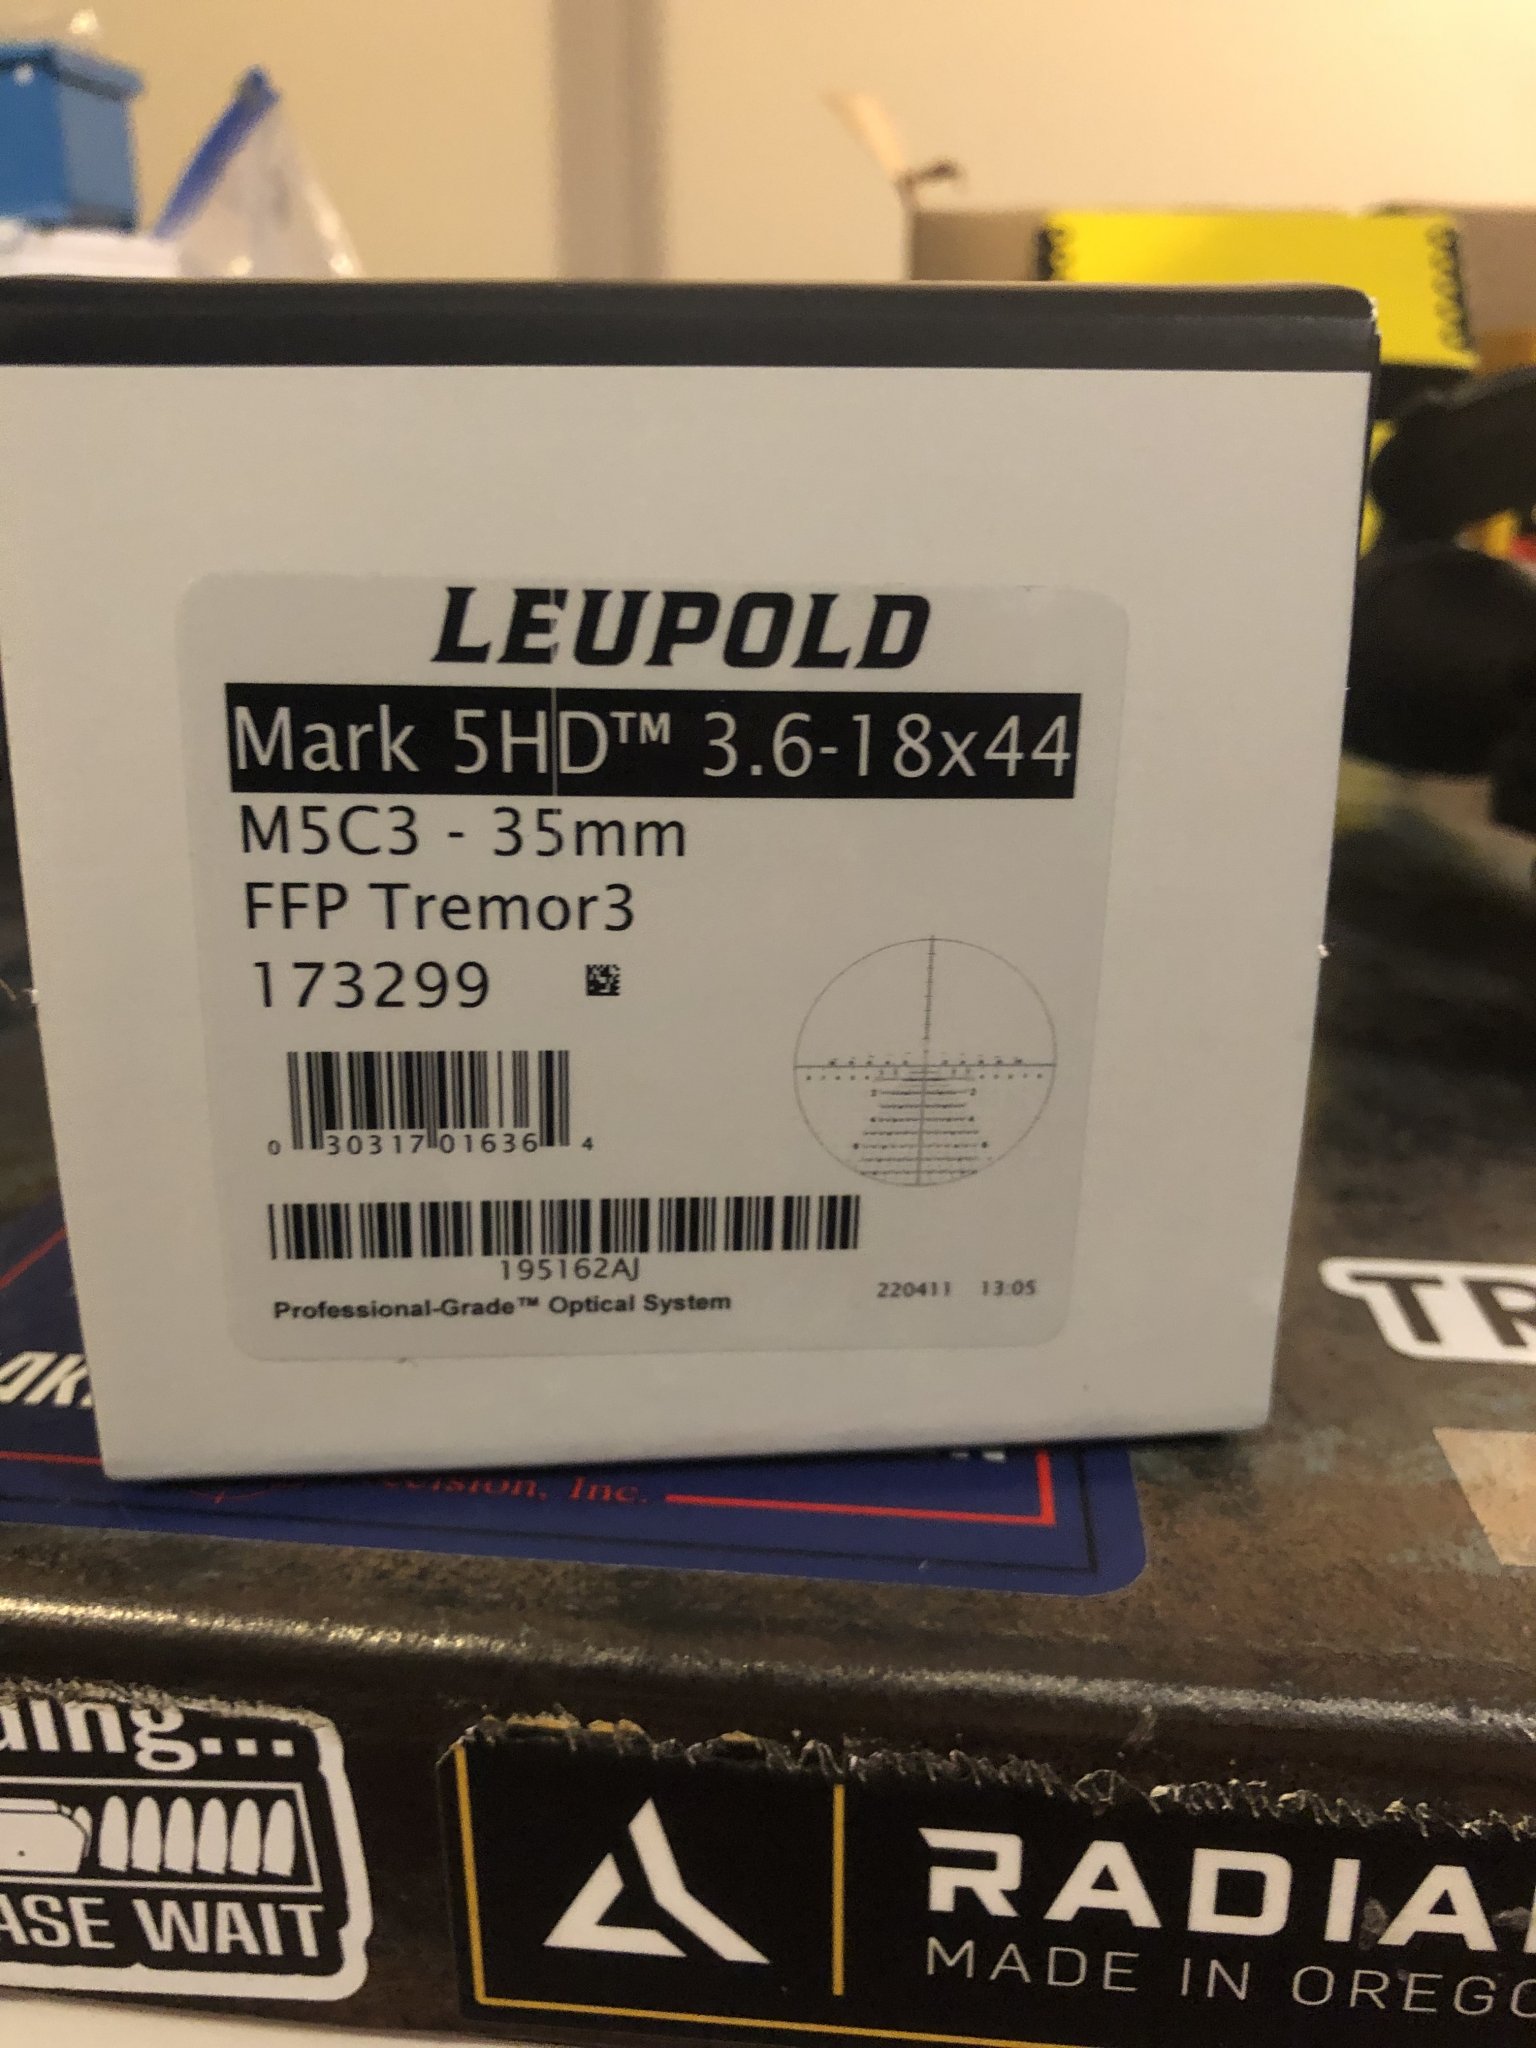 LEUPOLD
Mark 5HD™ 3.6-18x44
M5C3 - 35mm
FFP Tremor3
173299
0 30317 01636 4
195162AJ
Professional-Grade™ Optical System
220411 13:05
TR
Inc.
...
WAIT
RADIA
MADE IN OREGO